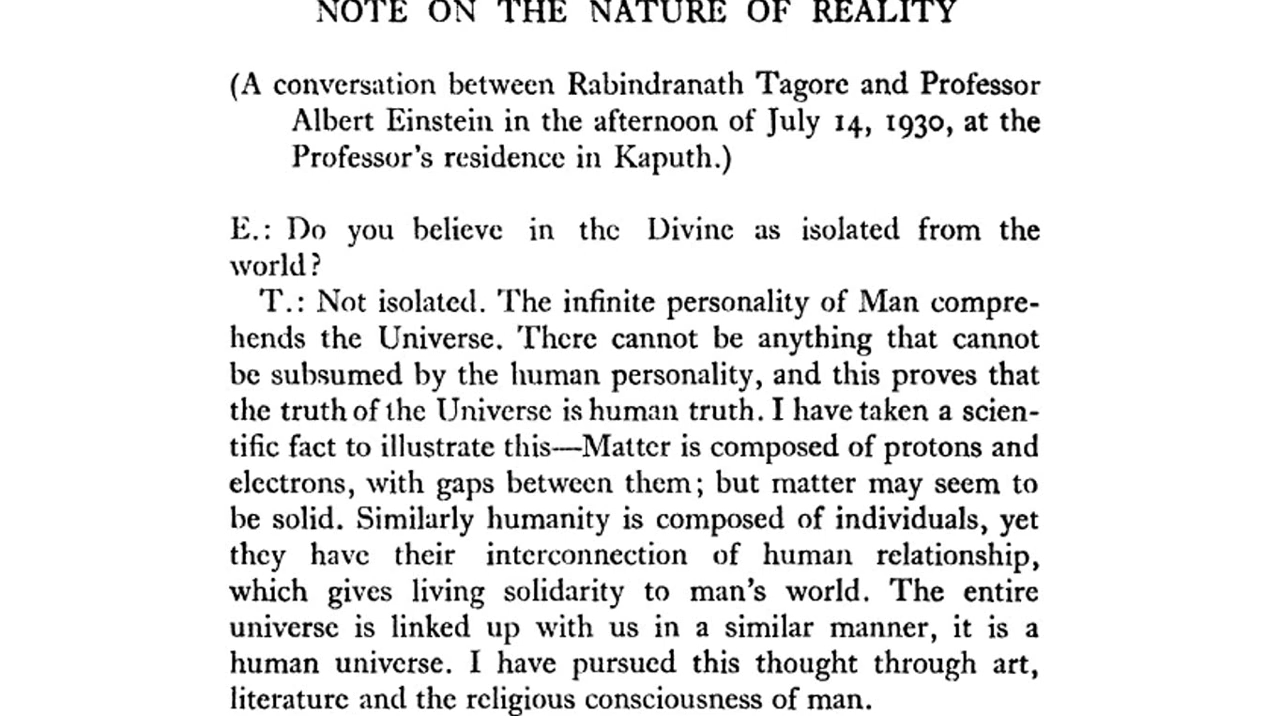 NOTE ON THE NATURE OF REALITY
(A conversation between Rabindranath Tagore and Professor
Albert Einstein in the afternoon of July 14, 1930, at the
Professor's residence in Kaputh.)
E.: Do you believe in the Divine as isolated from the
world?
T.: Not isolated. The infinite personality of Man compre-
hends the Universe. There cannot be anything that cannot
be subsumed by the human personality, and this proves that
the truth of the Universe is human truth. I have taken a scien-
tific fact to illustrate this—Matter is composed of protons and
electrons, with gaps between them; but matter may seem to
be solid. Similarly humanity is composed of individuals, yet
they have their interconnection of human relationship,
which gives living solidarity to man's world. The entire
universe is linked up with us in a similar manner, it is a
human universe. I have pursued this thought through art,
literature and the religious consciousness of man.